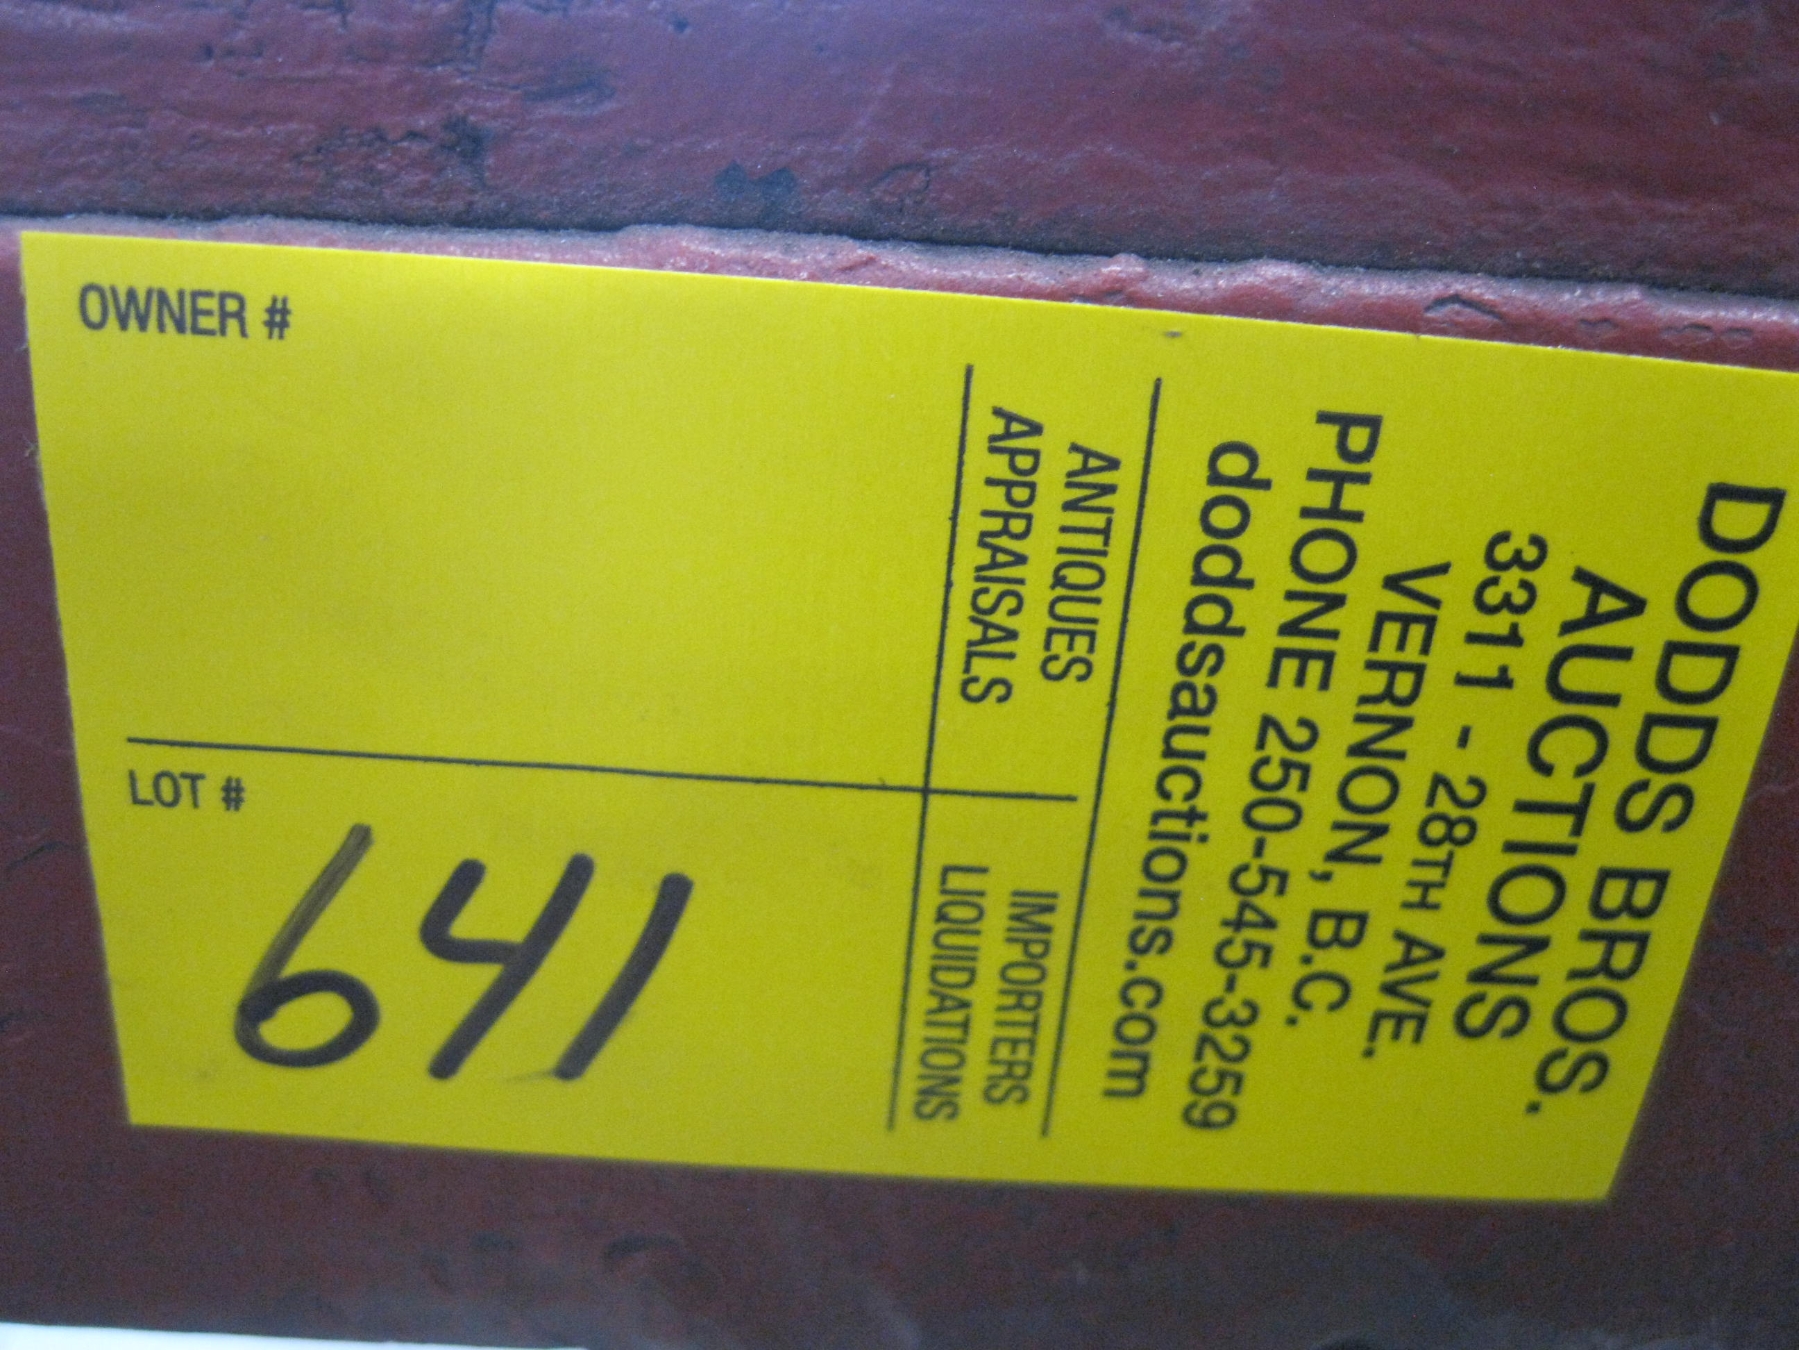 DODDS BROS.
AUCTIONS
3311 - 28TH AVE.
VERNON, B.C.
PHONE 250-545-3259
doddsauctions.com
ANTIQUES
APPRAISALS
IMPORTERS
LIQUIDATIONS
OWNER #
LOT #
641